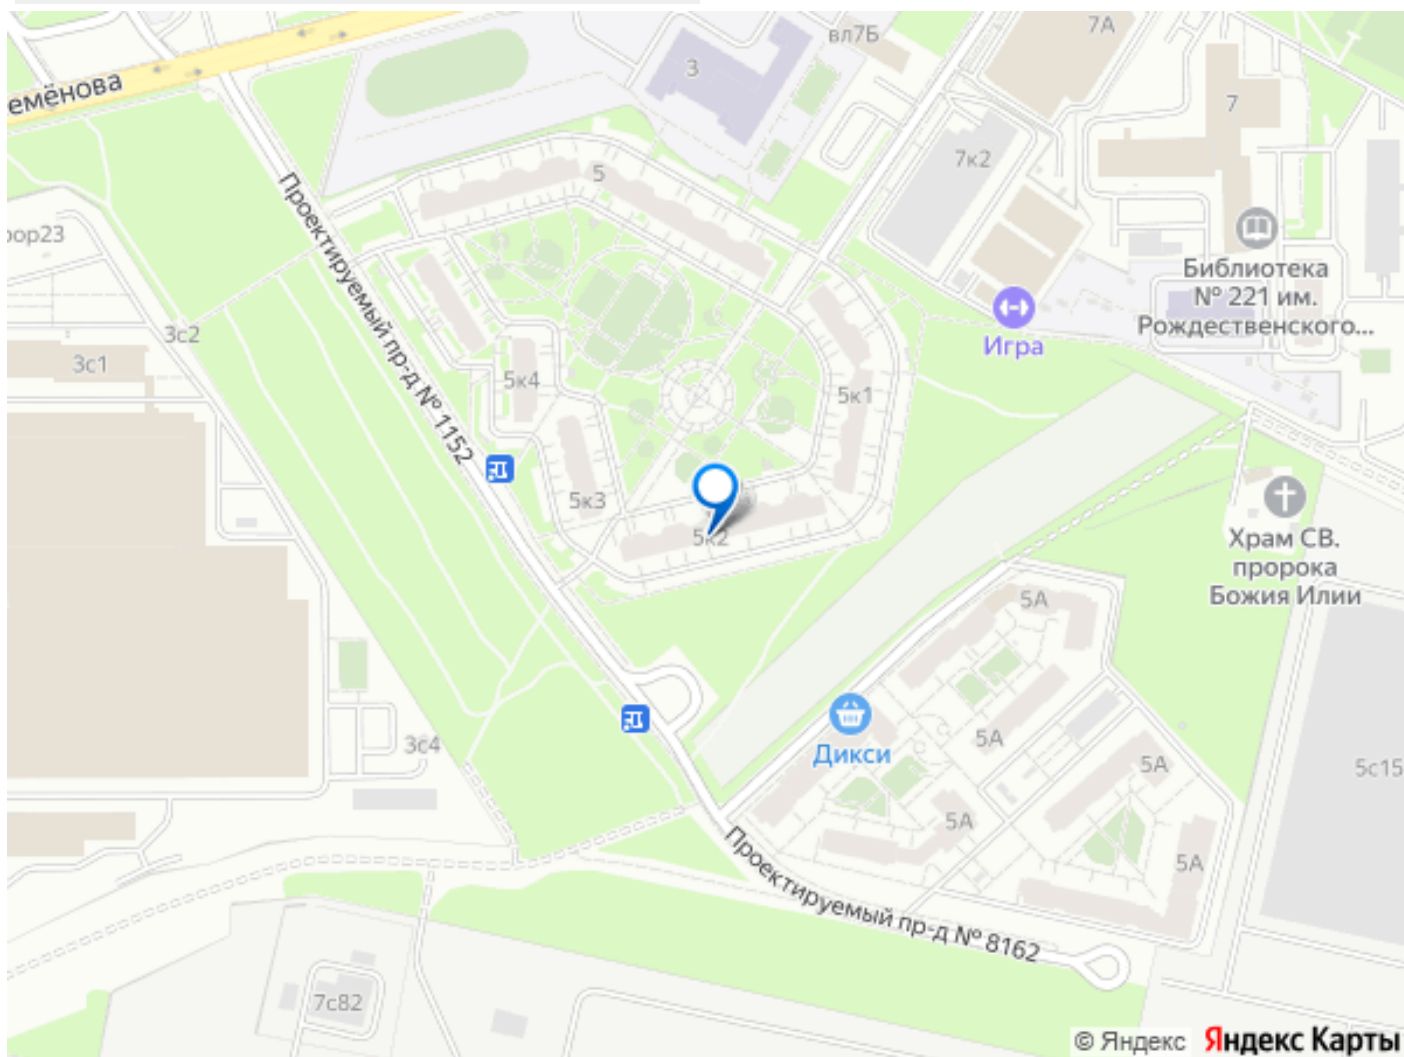 7А
вл7Б
3
емёнова
7
7к2
5
Проектируемый пр-д № 1152
ор23
Библиотека
№ 221 им.
Рождественского...
3с2
Игра
3с1
5к4
5к1
5к3
5к2
Храм СВ.
пророка
Божия Илии
5А
3с4
Дикси
5А
5А
5с15
5А
5А
Проектируемый пр-д № 8162
7с82
© Яндекс Яндекс Карты